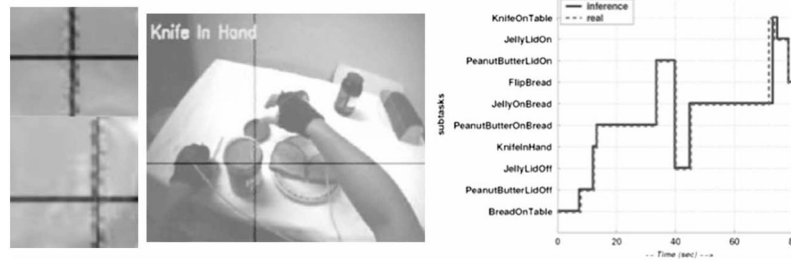 Knife In Hand
inference
real
subtasks
KnifeOnTable
JellyLidOn
PeanutButterLidOn
FlipBread
JellyOnBread
PeanutButterOnBread
KnifeInHand
JellyLidOff
PeanutButterLidOff
BreadOnTable
0 20 40 60 8
-- Time (sec) -->